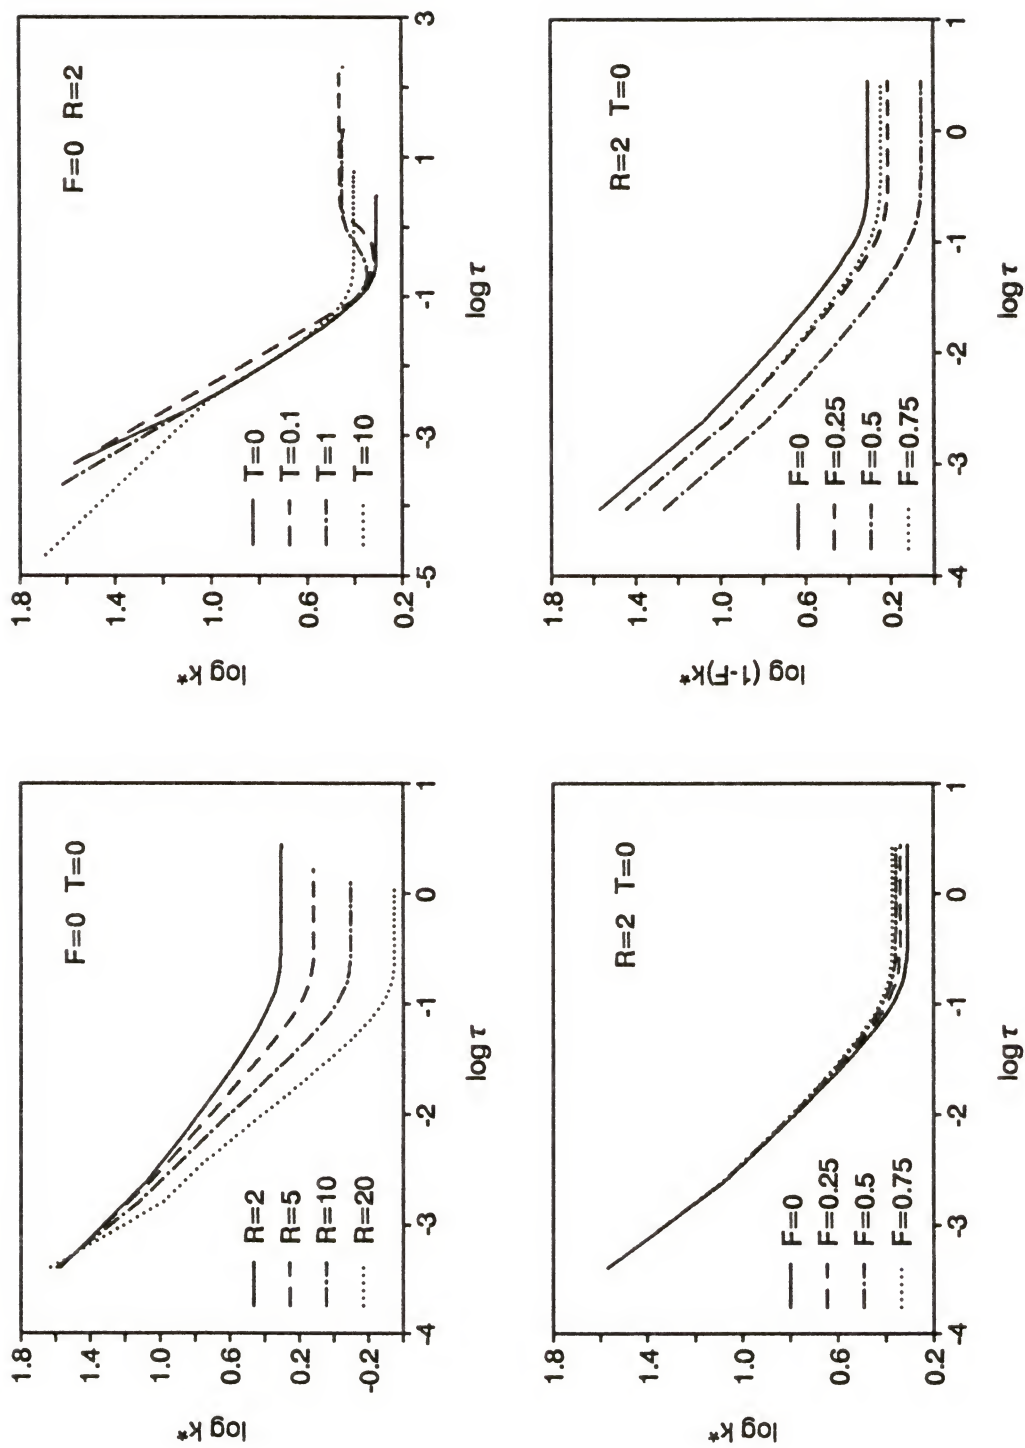 F=0 T=0
log k*
1.8
1.4
1.0
0.6
0.2
-0.2
R=2
R=5
R=10
R=20
-4
-3
-2
-1
0
1
log τ
F=0 R=2
log k*
1.8
1.4
1.0
0.6
0.2
T=0
T=0.1
T=1
T=10
-5
-3
-1
1
3
log τ
R=2 T=0
log k*
1.8
1.4
1.0
0.6
0.2
F=0
F=0.25
F=0.5
F=0.75
-4
-3
-2
-1
0
1
log τ
R=2 T=0
log (1-F)k*
1.8
1.4
1.0
0.6
0.2
F=0
F=0.25
F=0.5
F=0.75
-4
-3
-2
-1
0
1
log τ